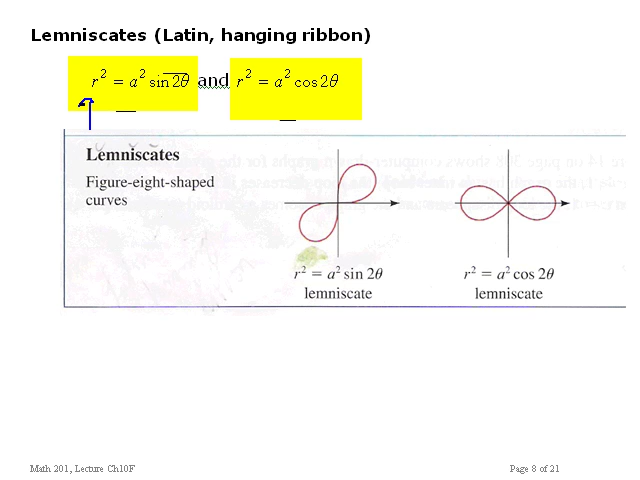 Lemniscates (Latin, hanging ribbon)
r² = a² sin 2θ and r² = a² cos 2θ
Lemniscates
Figure-eight-shaped
curves
r² = a² sin 2θ
lemniscate
r² = a² cos 2θ
lemniscate
Math 201, Lecture Ch10F
Page 8 of 21